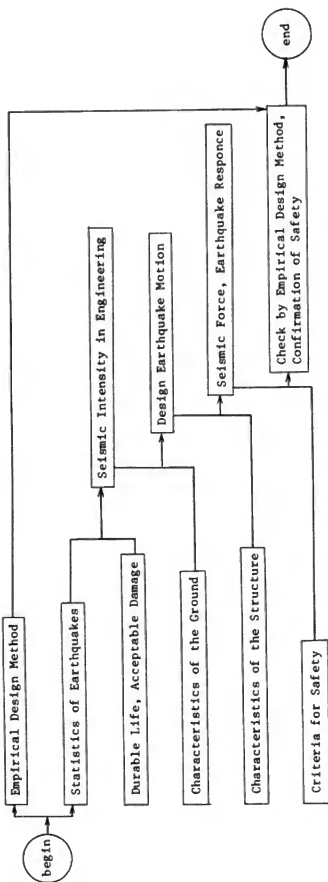 begin
Empirical Design Method
Statistics of Earthquakes
Durable Life, Acceptable Damage
Seismic Intensity in Engineering
Characteristics of the Ground
Design Earthquake Motion
Characteristics of the Structure
Seismic Force, Earthquake Responce
Criteria for Safety
Check by Empirical Design Method,
Confirmation of Safety
end